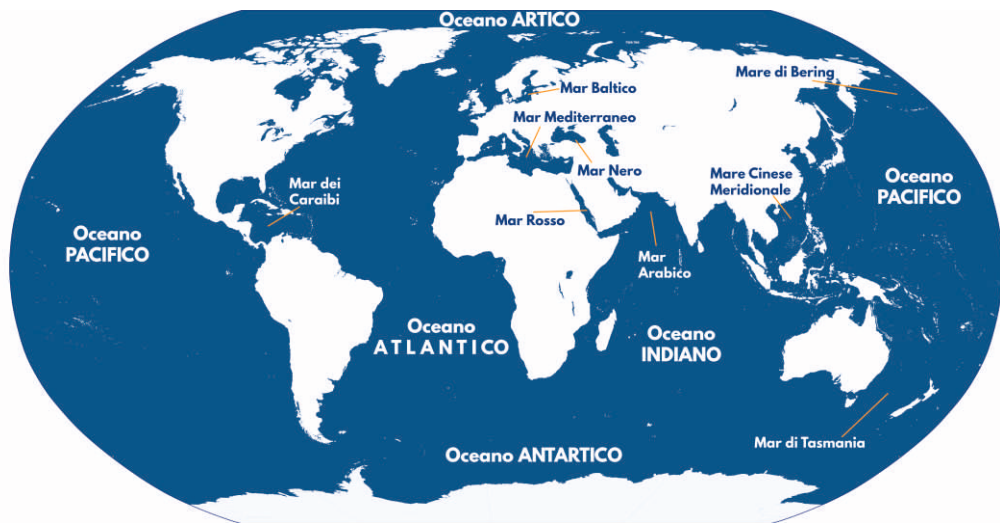 Oceano ARTICO
Mare di Bering
Mar Baltico
Mar Mediterraneo
Mar Nero
Mare Cinese
Meridionale
Oceano
PACIFICO
Mar dei
Caraibi
Mar Rosso
Oceano
PACIFICO
Mar
Arabico
Oceano
ATLANTICO
Oceano
INDIANO
Mar di Tasmania
Oceano ANTARTICO